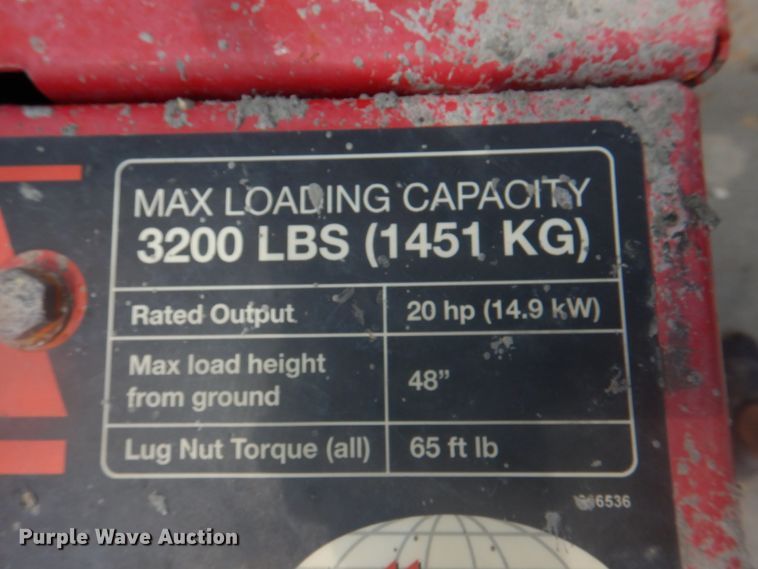 MAX LOADING CAPACITY
3200 LBS (1451 KG)
Rated Output 20 hp (14.9 kW)
Max load height
from ground
48”
Lug Nut Torque (all) 65 ft lb
Purple Wave Auction